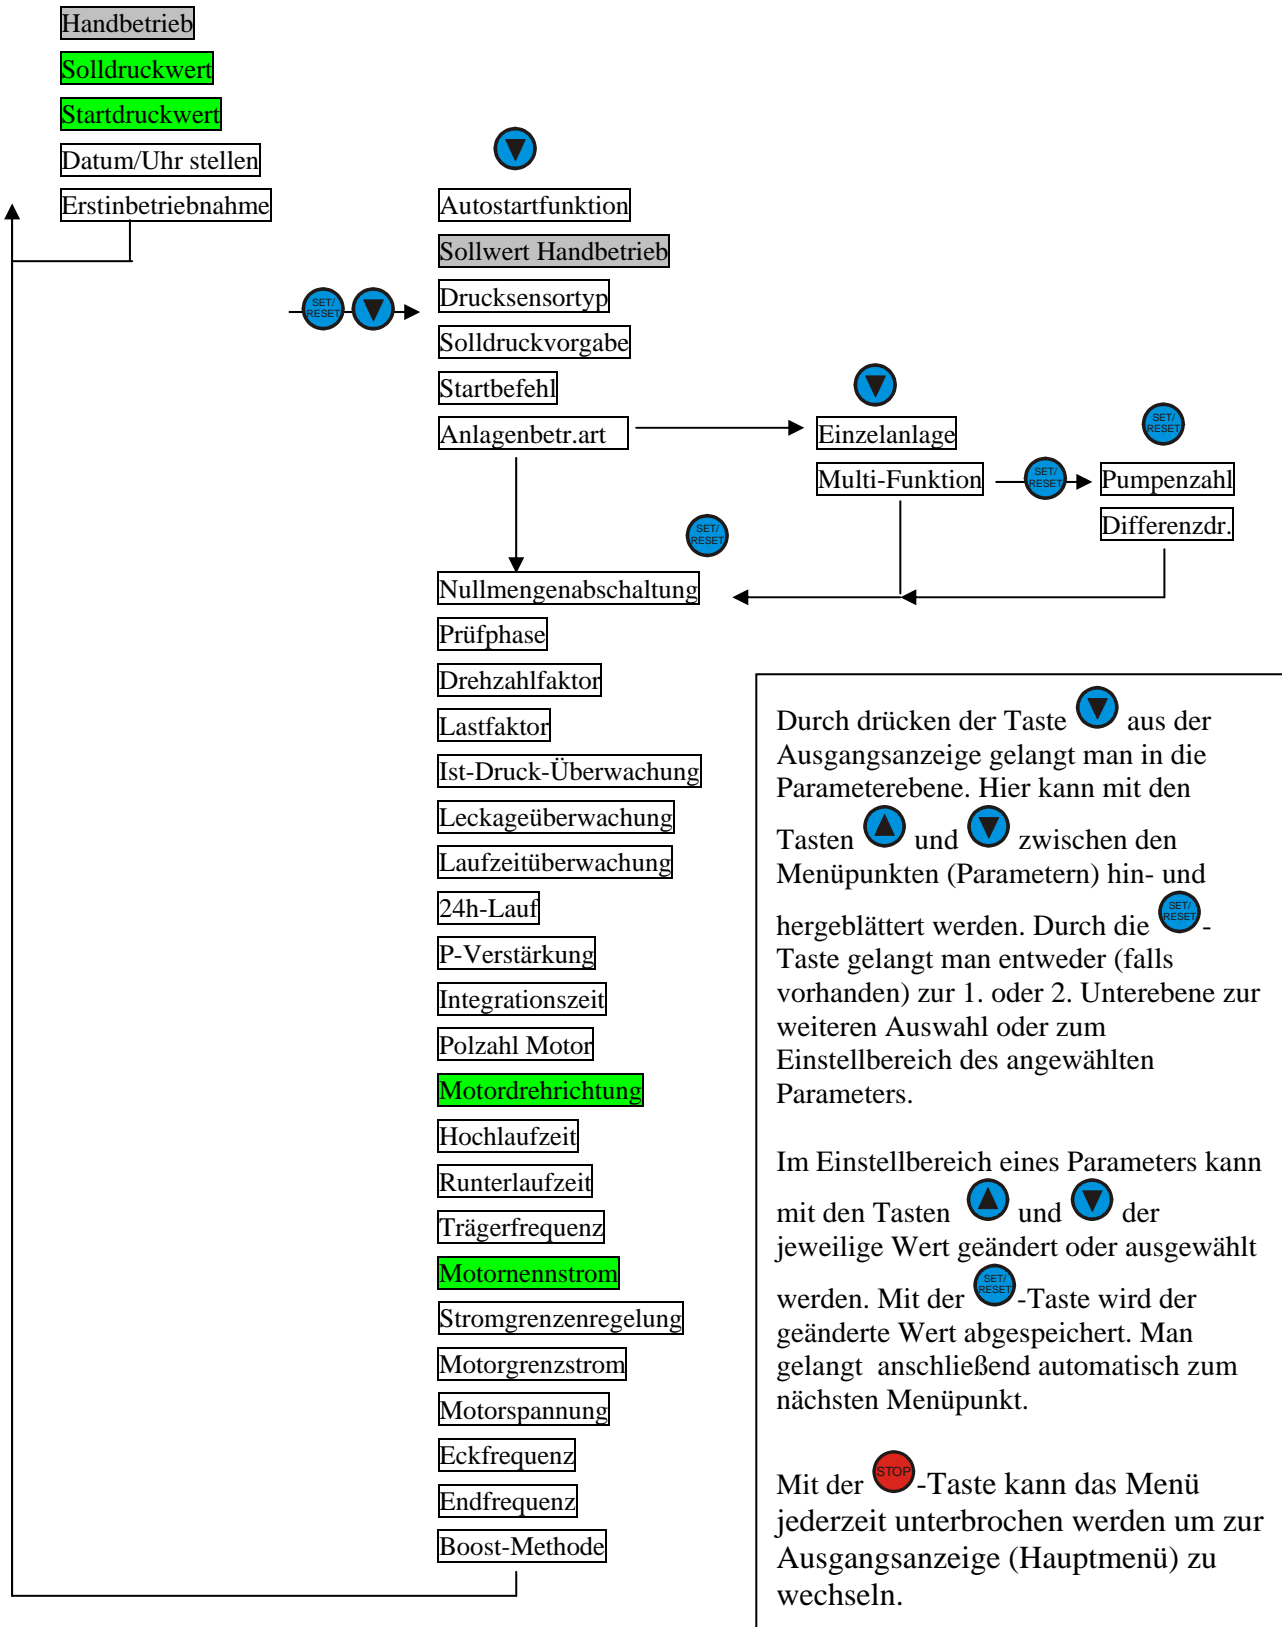 Handbetrieb
Solldruckwert
Startdruckwert
Datum/Uhr stellen
Erstinbetriebnahme
Autostartfunktion
Sollwert Handbetrieb
SET/
RESET
Drucksensortyp
Solldruckvorgabe
Startbefehl
Anlagenbetr.art
Einzelanlage
Multi-Funktion
SET/
RESET
SET/
RESET
Pumpenzahl
Differenzdr.
SET/
RESET
Nullmengenabschaltung
Prüfphase
Drehzahlfaktor
Lastfaktor
Ist-Druck-Überwachung
Leckageüberwachung
Laufzeitüberwachung
24h-Lauf
P-Verstärkung
Integrationszeit
Polzahl Motor
Motordrehrichtung
Hochlaufzeit
Runterlaufzeit
Trägerfrequenz
Motornennstrom
Stromgrenzenregelung
Motorgrenzstrom
Motorspannung
Eckfrequenz
Endfrequenz
Boost-Methode
Durch drücken der Taste aus der
Ausgangsanzeige gelangt man in die
Parameterebene. Hier kann mit den
Tasten und zwischen den
Menüpunkten (Parametern) hin- und
hergeblättert werden. Durch die SET/RESET -
Taste gelangt man entweder (falls
vorhanden) zur 1. oder 2. Unterebene zur
weiteren Auswahl oder zum
Einstellbereich des angewählten
Parameters.
Im Einstellbereich eines Parameters kann
mit den Tasten und der
jeweilige Wert geändert oder ausgewählt
werden. Mit der SET/RESET -Taste wird der
geänderte Wert abgespeichert. Man
gelangt anschließend automatisch zum
nächsten Menüpunkt.
Mit der STOP -Taste kann das Menü
jederzeit unterbrochen werden um zur
Ausgangsanzeige (Hauptmenü) zu
wechseln.